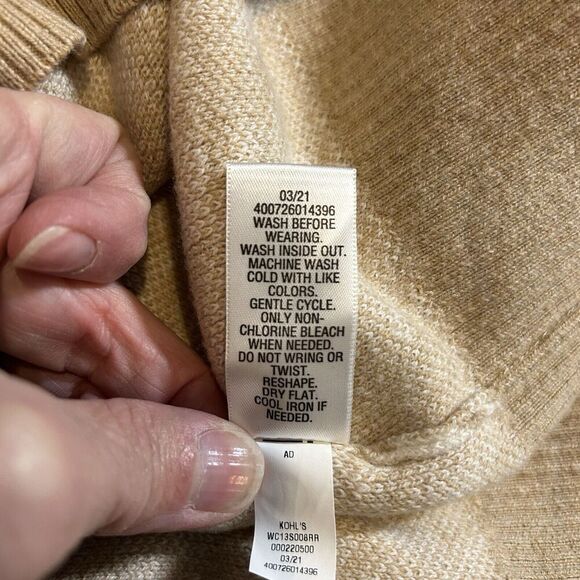 03/21
400726014396
WASH BEFORE
WEARING.
WASH INSIDE OUT.
MACHINE WASH
COLD WITH LIKE
COLORS.
GENTLE CYCLE.
ONLY NON-
CHLORINE BLEACH
WHEN NEEDED.
DO NOT WRING OR
TWIST.
RESHAPE.
DRY FLAT.
COOL IRON IF
NEEDED.
AD
KOHL'S
WC13S008RR
000220500
03/21
400726014396